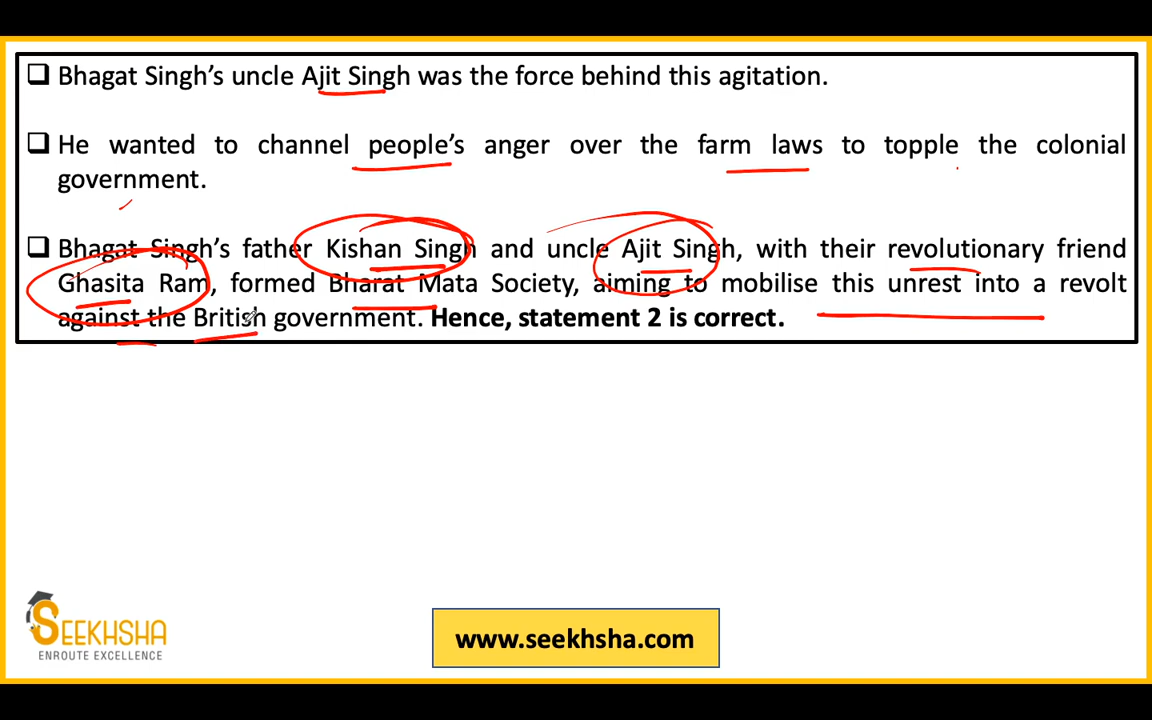 ❑ Bhagat Singh’s uncle Ajit Singh was the force behind this agitation.
❑ He wanted to channel people’s anger over the farm laws to topple the colonial
government.
❑ Bhagat Singh’s father Kishan Singh and uncle Ajit Singh, with their revolutionary friend
Ghasita Ram, formed Bharat Mata Society, aiming to mobilise this unrest into a revolt
against the British government. Hence, statement 2 is correct.
SEEKHSHA
ENROUTE EXCELLENCE
www.seekhsha.com